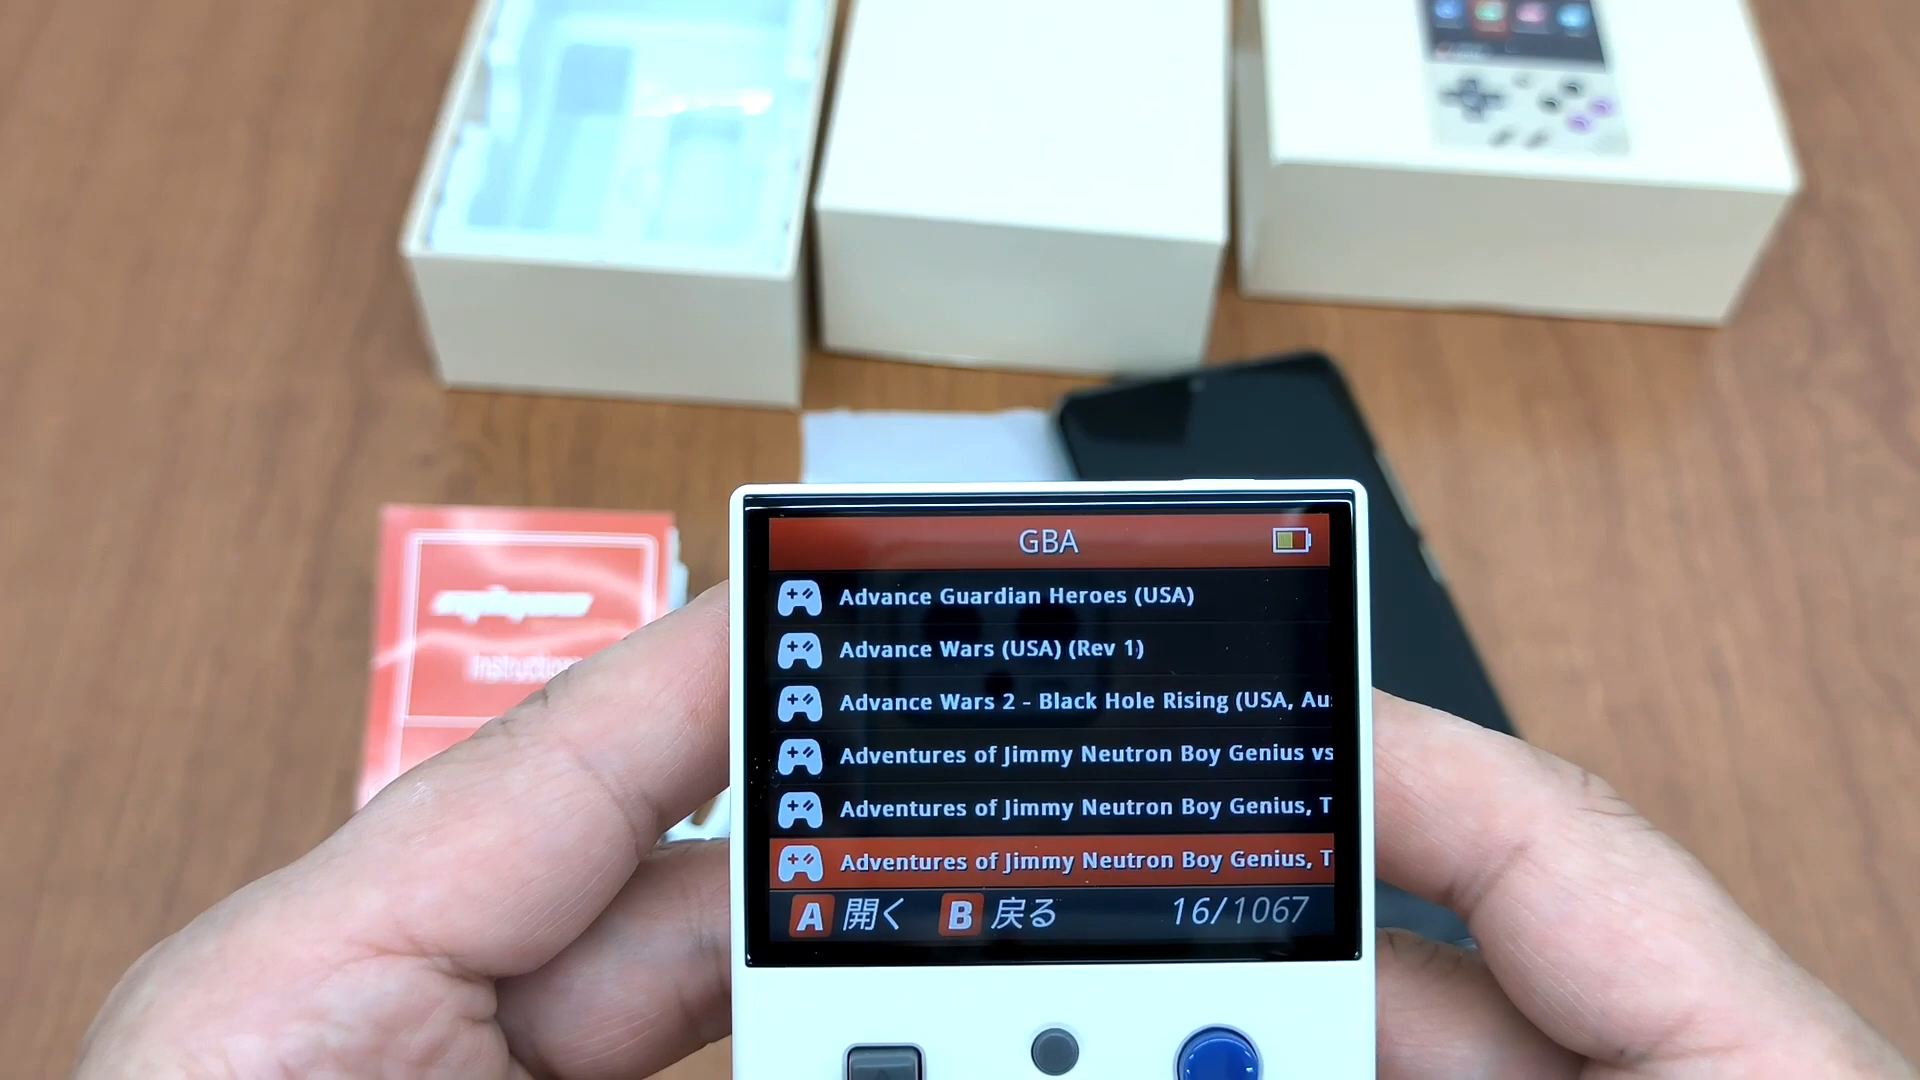 GBA
Advance Guardian Heroes (USA)
Advance Wars (USA) (Rev 1)
Advance Wars 2 - Black Hole Rising (USA, Au
Adventures of Jimmy Neutron Boy Genius vs
Adventures of Jimmy Neutron Boy Genius, T
Adventures of Jimmy Neutron Boy Genius, T
A 開く B 戻る 16/1067